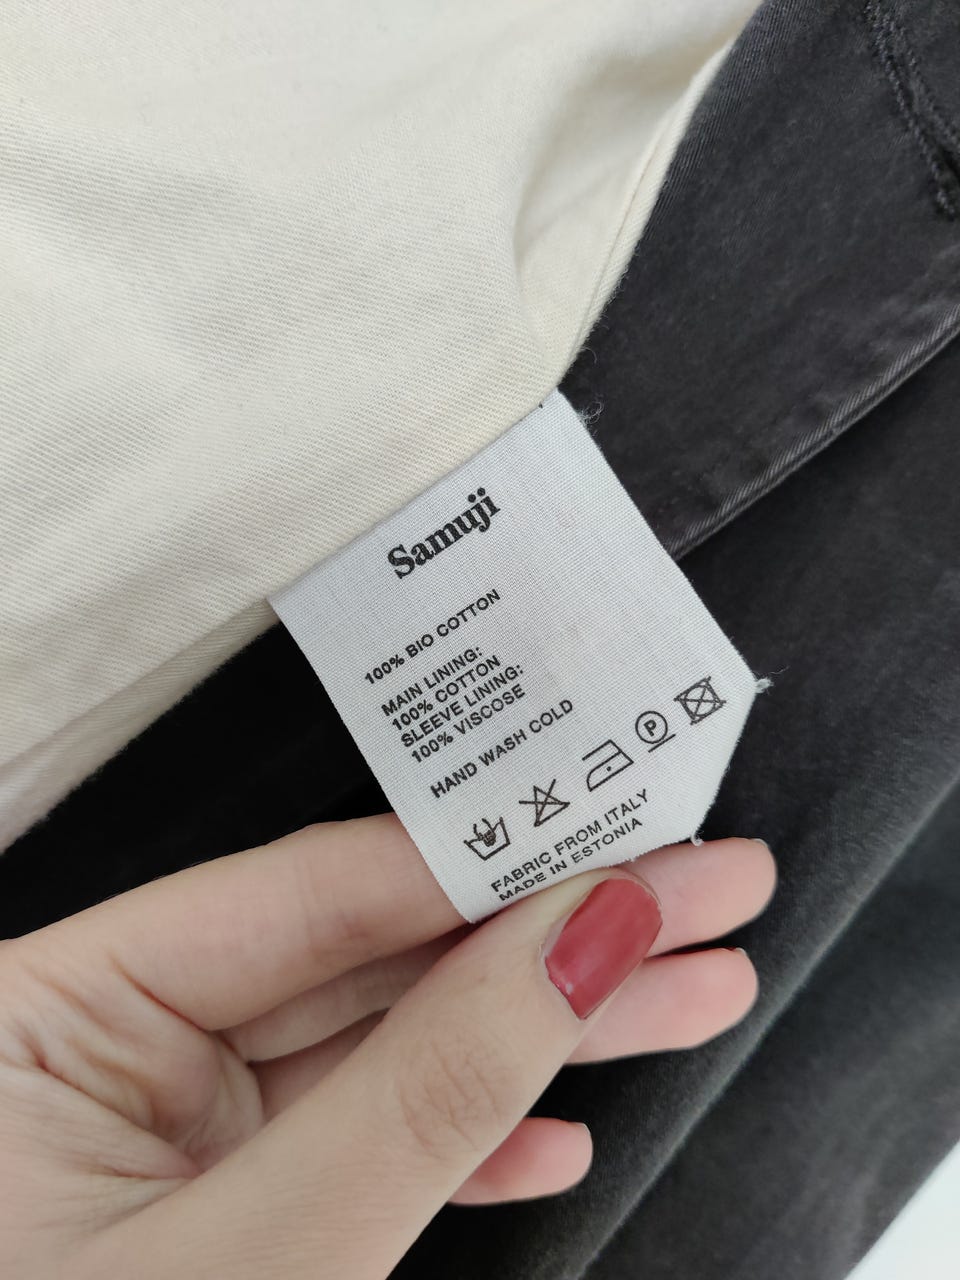 Samuji
100% BIO COTTON
MAIN LINING:
100% COTTON
SLEEVE LINING:
100% VISCOSE
HAND WASH COLD
P
FABRIC FROM ITALY
MADE IN ESTONIA